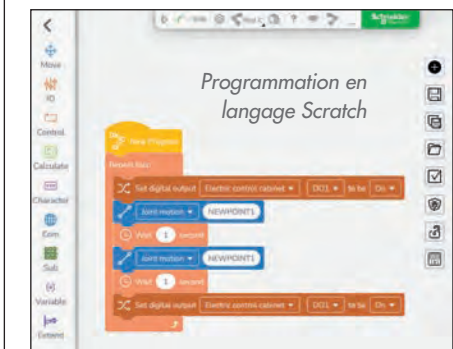 Schneider
Move
IO
Control
Calculate
Character
Com
Sub
Variable
Extend
Programmation en
langage Scratch
New Program
Set digital output Electric control cabinet DO1 to be On
Joint motion NEWPOINT1
Wait 1 second
Joint motion NEWPOINT1
Wait 1 second
Set digital output Electric control cabinet DO1 to be On